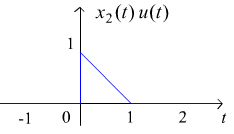 x₂(t) u(t)
1
-1 0 1 2 t